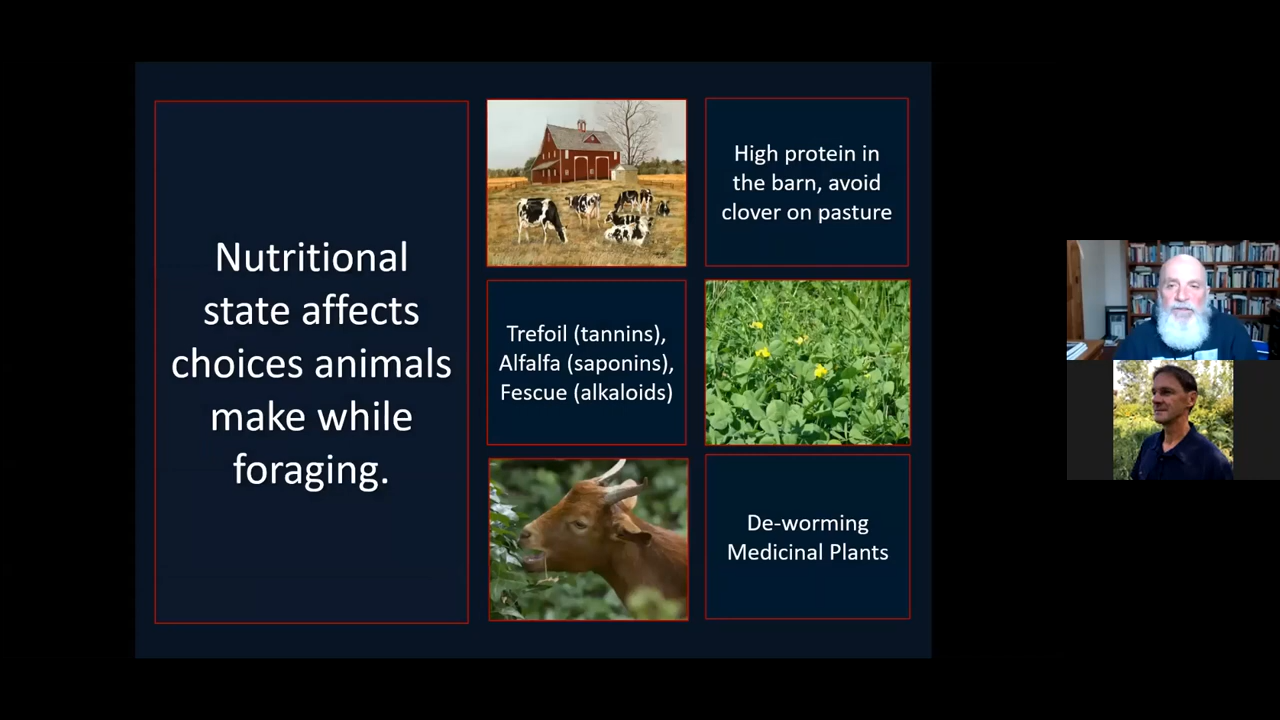 Nutritional
state affects
choices animals
make while
foraging.
High protein in
the barn, avoid
clover on pasture
Trefoil (tannins),
Alfalfa (saponins),
Fescue (alkaloids)
De-worming
Medicinal Plants